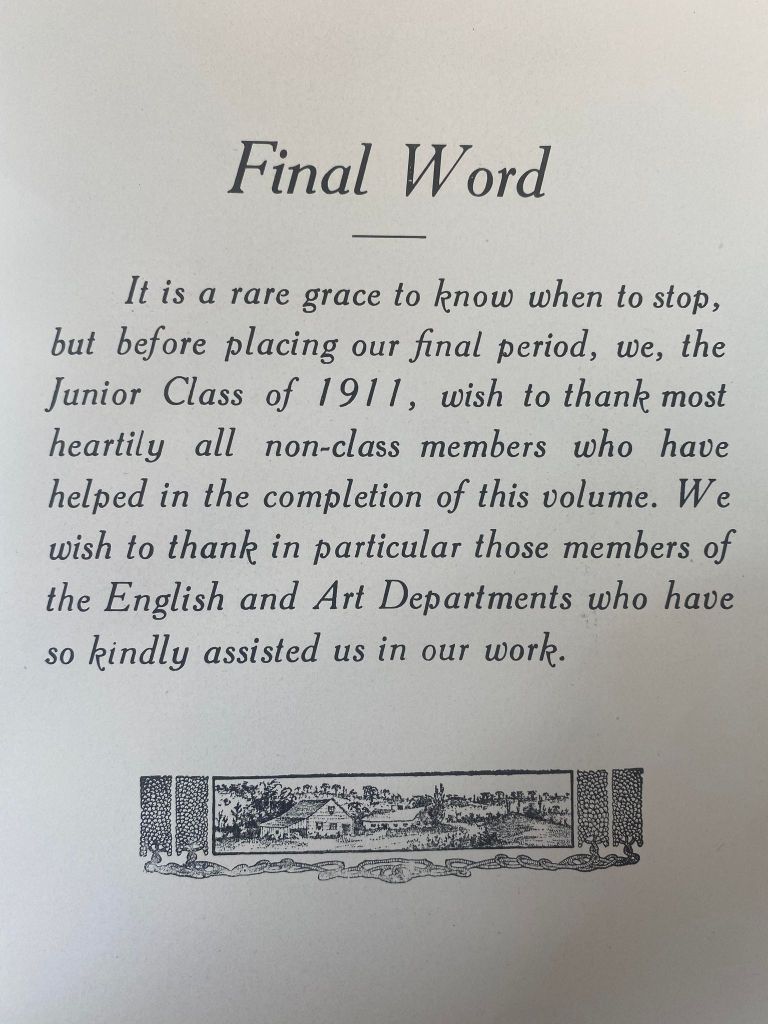 Final Word
It is a rare grace to know when to stop,
but before placing our final period, we, the
Junior Class of 1911, wish to thank most
heartily all non-class members who have
helped in the completion of this volume. We
wish to thank in particular those members of
the English and Art Departments who have
so kindly assisted us in our work.